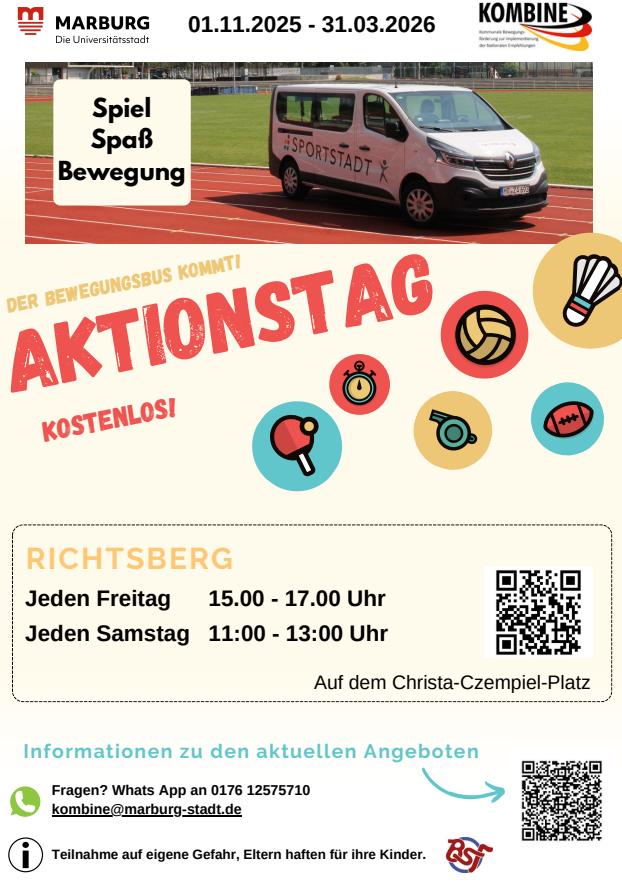 MARBURG
Die Universitätsstadt
01.11.2025 - 31.03.2026
KOMBINE
Kommunale Bewegungs-
förderung zur Implementierung
der Nationalen Empfehlungen
Spiel
Spaß
Bewegung
SPORTSTADT
DER BEWEGUNGSBUS KOMMT!
AKTIONSTAG
KOSTENLOS!
RICHTSBERG
Jeden Freitag 15.00 - 17.00 Uhr
Jeden Samstag 11:00 - 13:00 Uhr
Auf dem Christa-Czempiel-Platz
Informationen zu den aktuellen Angeboten
Fragen? Whats App an 0176 12575710
kombine@marburg-stadt.de
Teilnahme auf eigene Gefahr, Eltern haften für ihre Kinder.
BSF